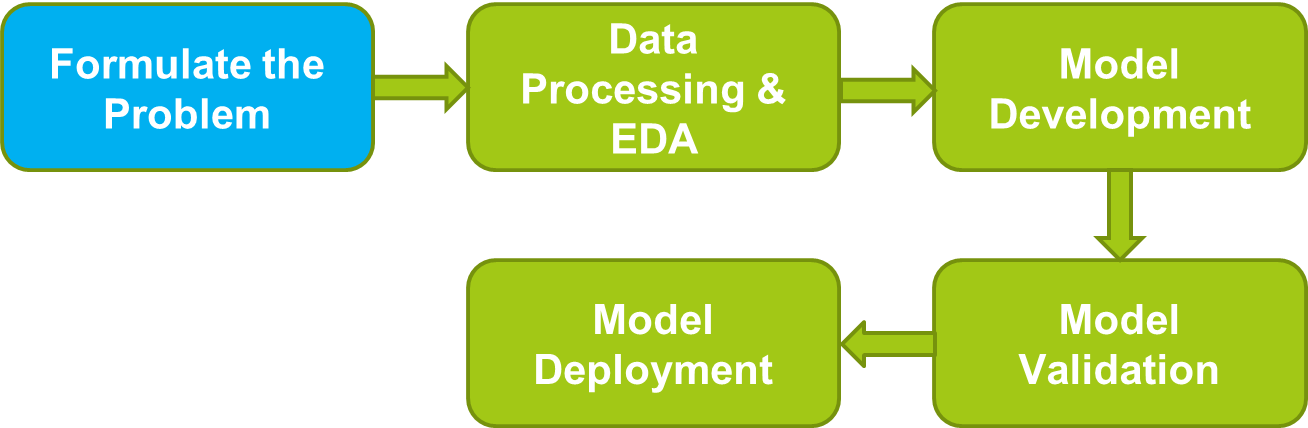 Formulate the
Problem
Data
Processing &
EDA
Model
Development
Model
Validation
Model
Deployment